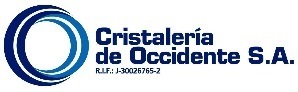 Cristalería
de Occidente S.A.
R.I.F.: J-30026765-2